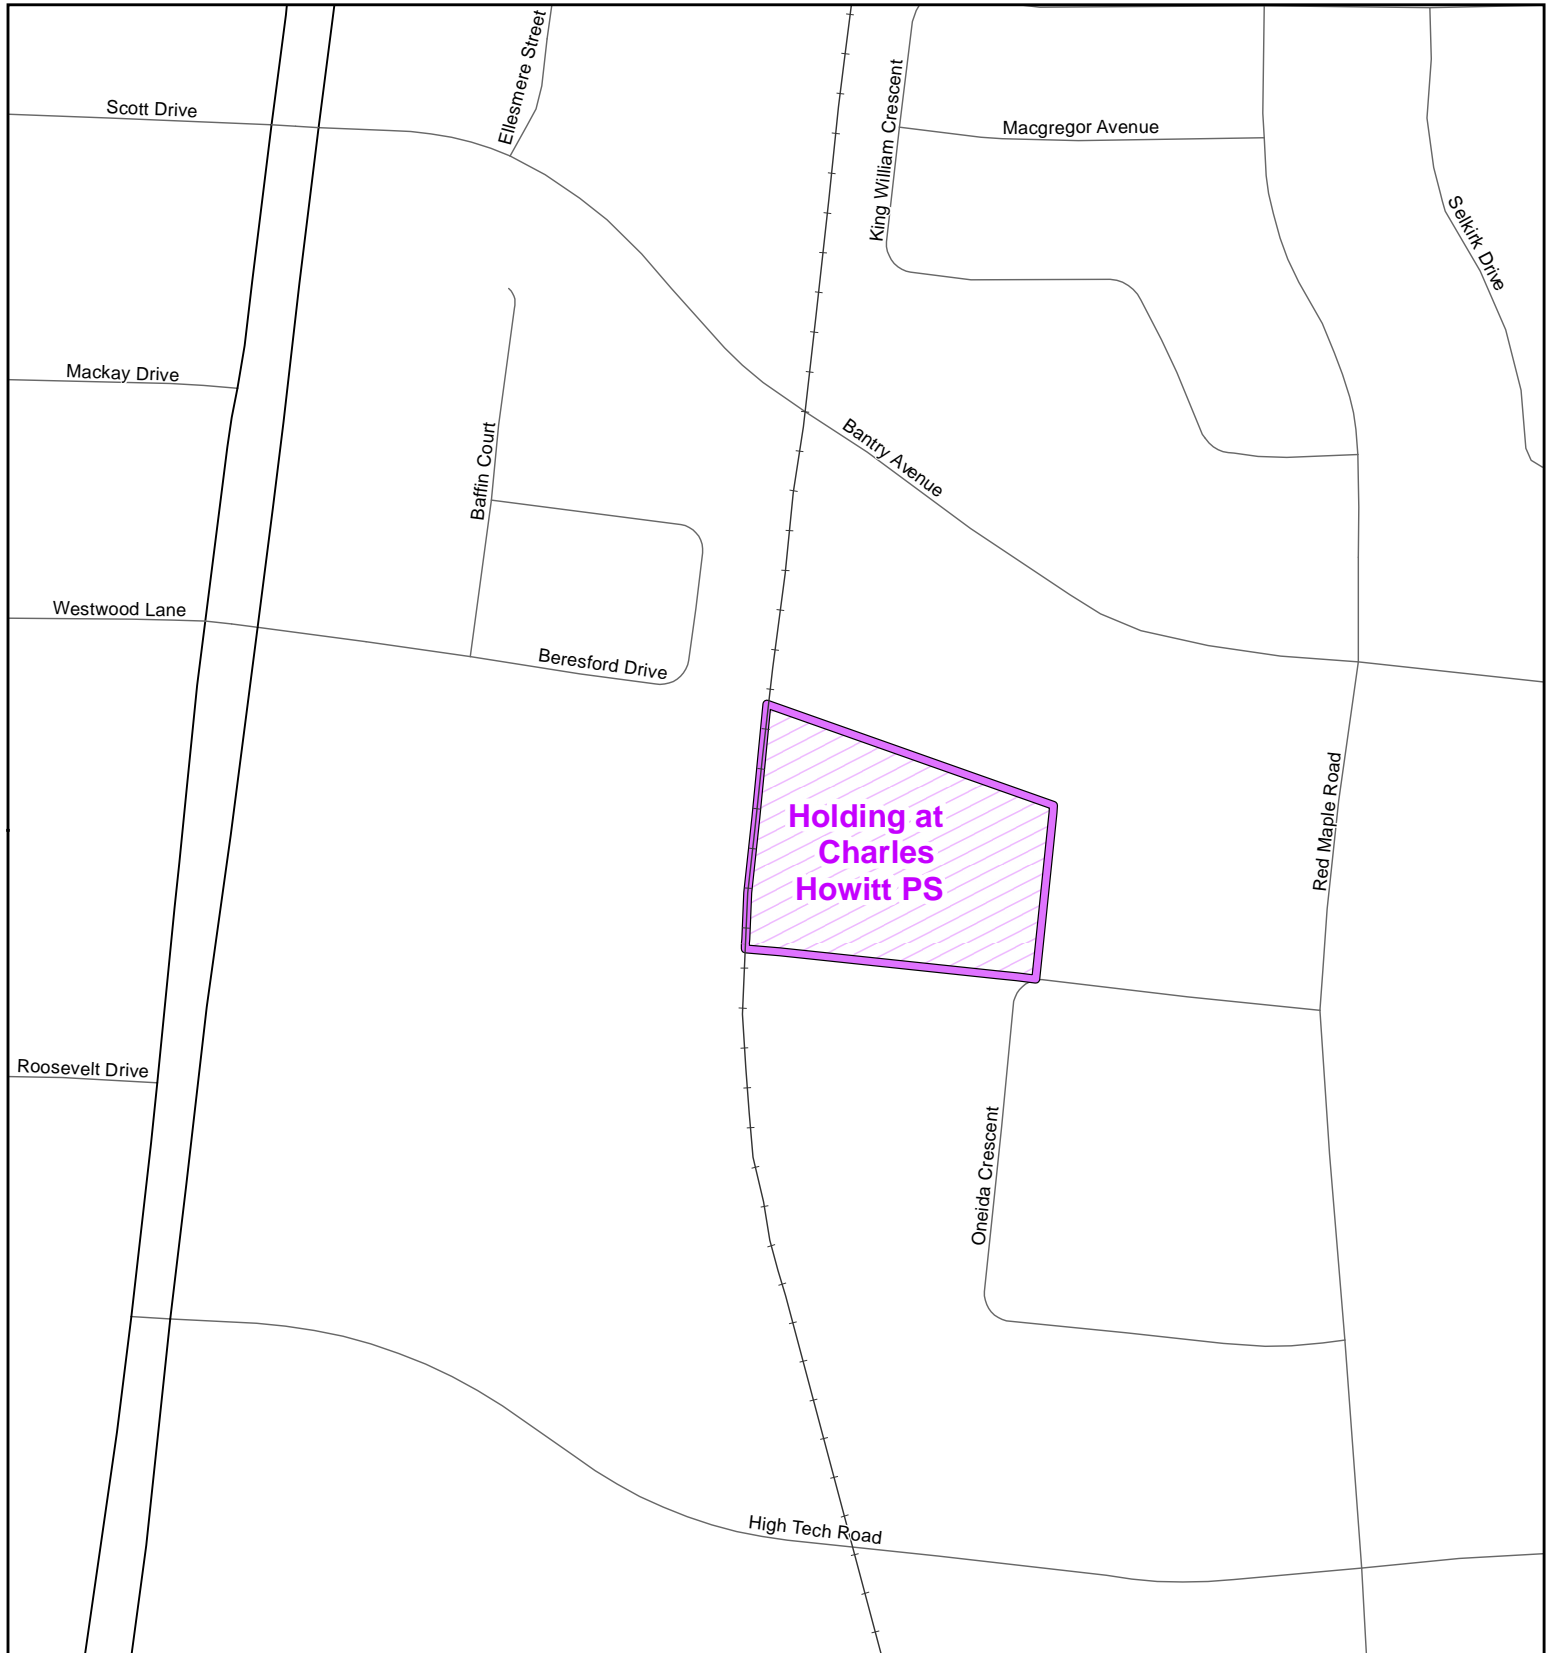 Ellesmere Street
Scott Drive
King William Crescent
Macgregor Avenue
Selkirk Drive
Mackay Drive
Baffin Court
Bantry Avenue
Westwood Lane
Beresford Drive
Holding at
Charles
Howitt PS
Red Maple Road
Roosevelt Drive
Oneida Crescent
High Tech Road